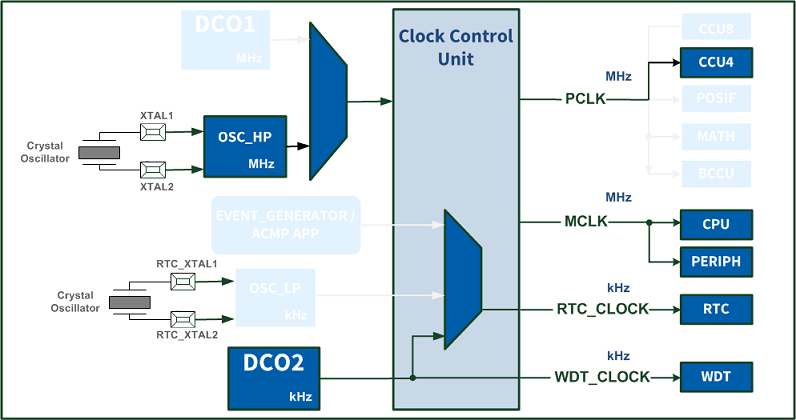 DCO1
MHz
Clock Control
Unit
CCU8
MHz
CCU4
PCLK
POSIF
XTAL1
Crystal
Oscillator
OSC_HP
MHz
MATH
XTAL2
BCCU
MHz
EVENT_GENERATOR /
ACMP APP
MCLK
CPU
PERIPH
RTC_XTAL1
Crystal
Oscillator
OSC_LP
kHz
kHz
RTC_CLOCK
RTC
RTC_XTAL2
DCO2
kHz
kHz
WDT_CLOCK
WDT